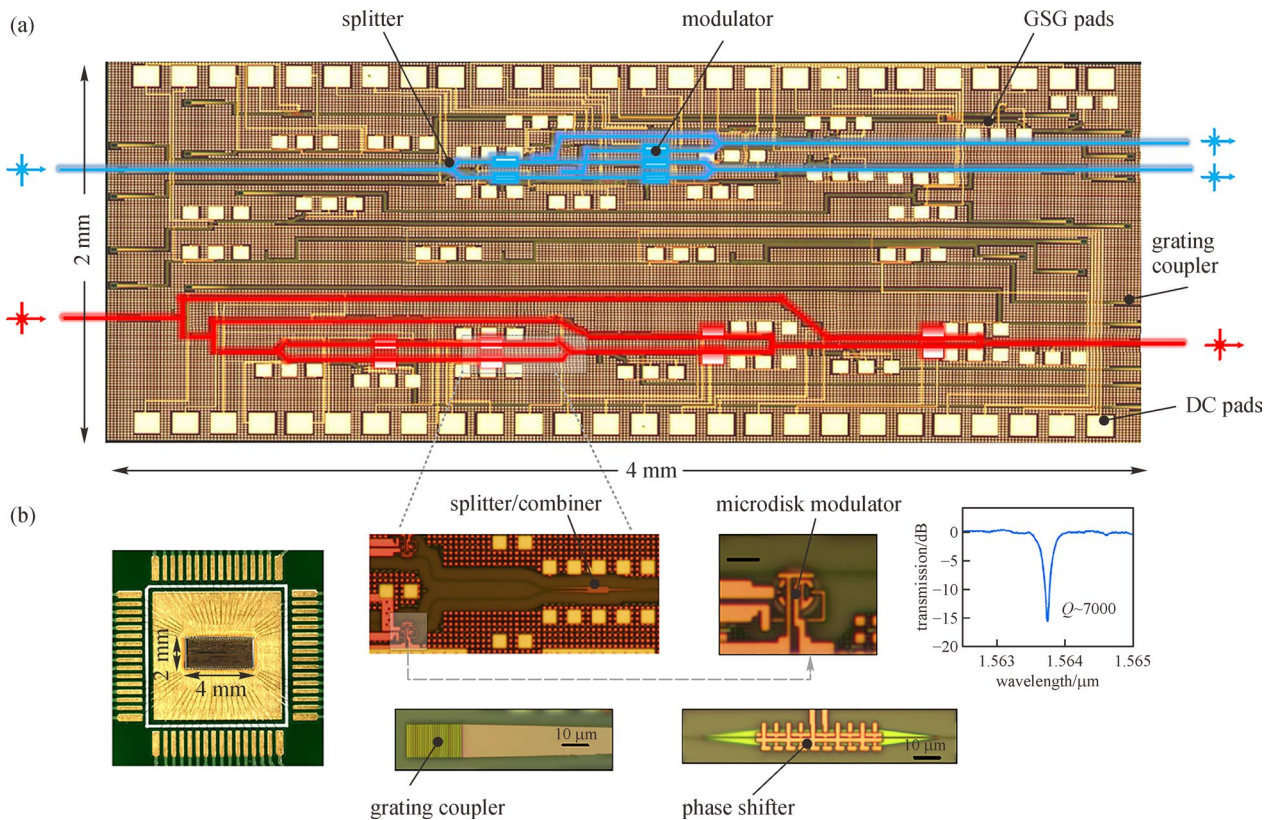 (a)
splitter
modulator
GSG pads
2 mm
grating
coupler
DC pads
4 mm
(b)
splitter/combiner
microdisk modulator
2 mm
4 mm
transmission/dB
0
−5
−10
−15
−20
Q~7000
1.563 1.564 1.565
wavelength/μm
10 μm
10 μm
grating coupler
phase shifter